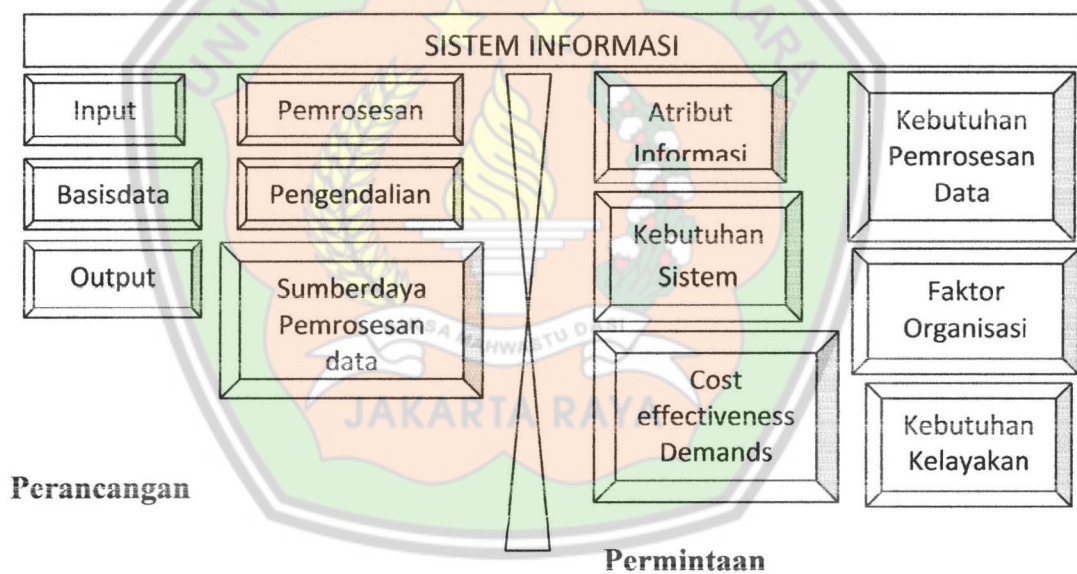 SISTEM INFORMASI
Input
Basisdata
Output
Pemrosesan
Pengendalian
Sumberdaya
Pemrosesan
data
Perancangan
Atribut
Informasi
Kebutuhan
Sistem
Cost
effectiveness
Demands
Kebutuhan
Pemrosesan
Data
Faktor
Organisasi
Kebutuhan
Kelayakan
Permintaan
MAHWASTU
JAKARTA RAYA